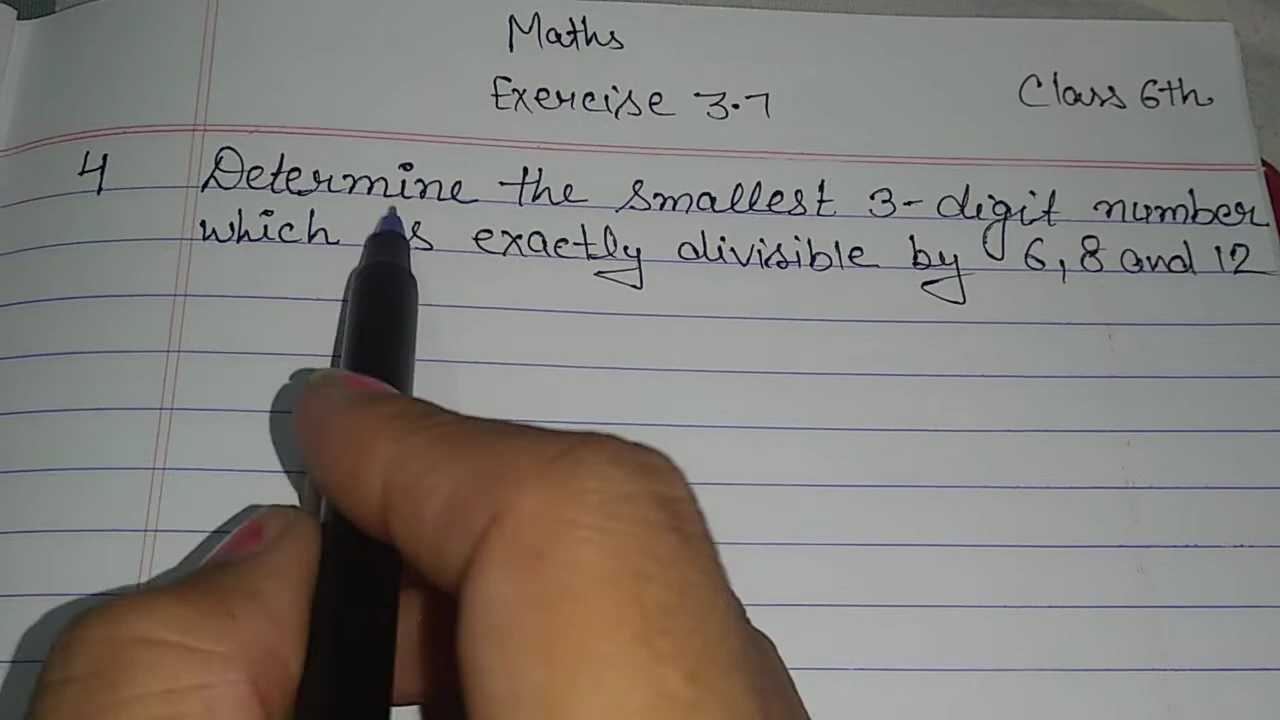 Maths
Exercise 3.7
Class 6th
4 Determine the smallest 3-digit number
which is exactly divisible by 6, 8 and 12